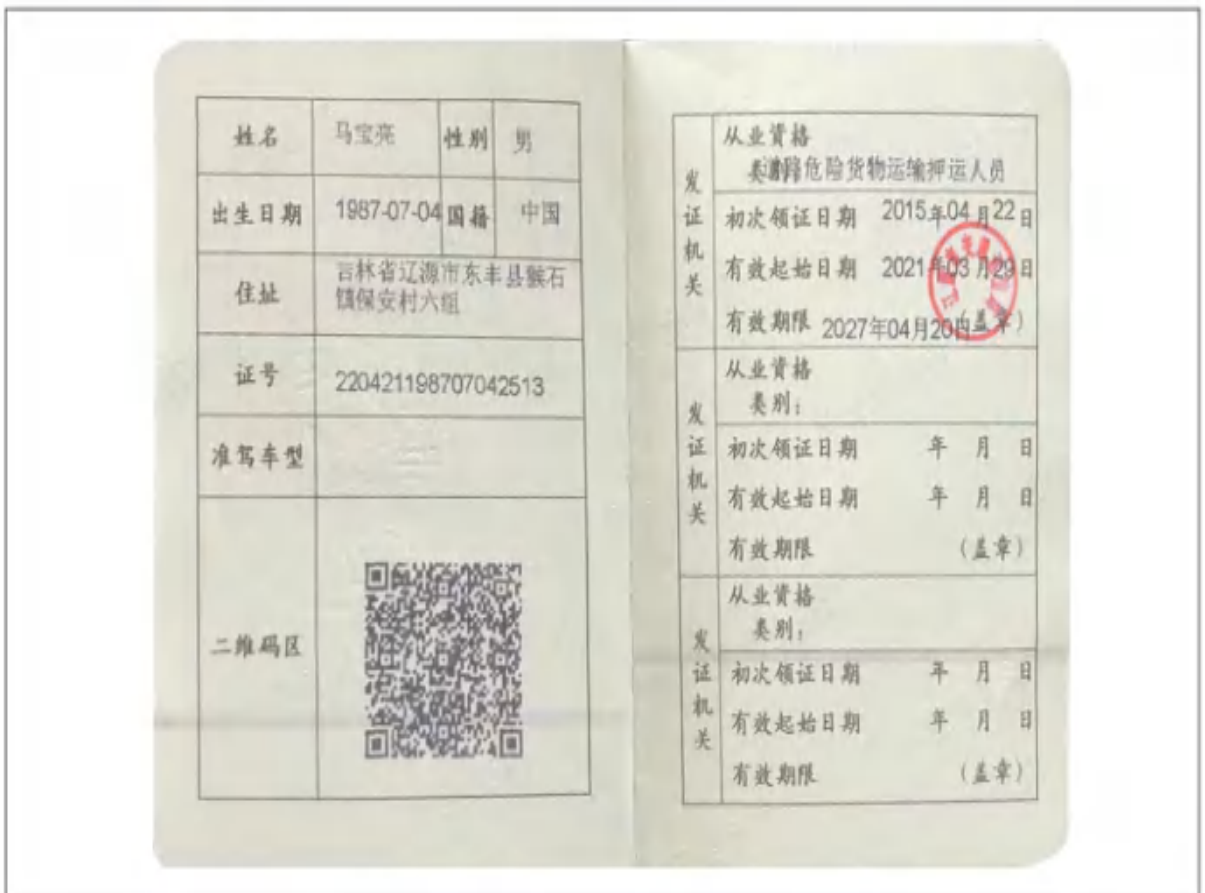 姓名 马宝亮 性别 男
出生日期 1987-07-04 国籍 中国
住址 吉林省辽源市东丰县猴石
镇保安村六组
证号 220421198707042513
准驾车型
二维码区
发证机关
从业资格
类别: 道路危险货物运输押运人员
初次领证日期 2015年04月22日
有效起始日期 2021年03月29日
有效期限 2027年04月20日 (盖章)
发证机关
从业资格
类别:
初次领证日期 年 月 日
有效起始日期 年 月 日
有效期限 (盖章)
发证机关
从业资格
类别:
初次领证日期 年 月 日
有效起始日期 年 月 日
有效期限 (盖章)